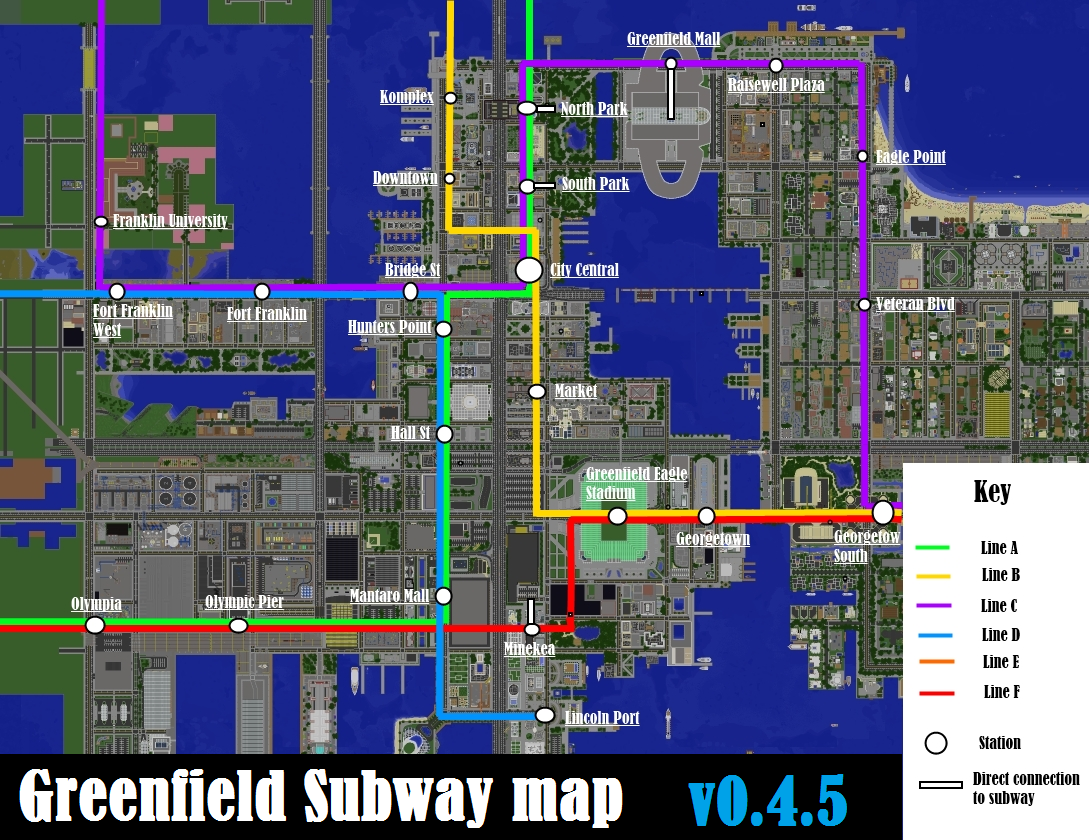 Greenfield Mall
Raisewell Plaza
Komplex
North Park
Eagle Point
Downtown
South Park
Franklin University
Bridge St
City Central
Fort Franklin
West
Fort Franklin
Hunters Point
Veteran Blvd
Market
Hall St
Greenfield Eagle
Stadium
Georgetown
Georgetow
South
Olympia
Olympic Pier
Mantaro Mall
Minekea
Lincoln Port
Key
Line A
Line B
Line C
Line D
Line E
Line F
Station
Direct connection
to subway
Greenfield Subway map v0.4.5